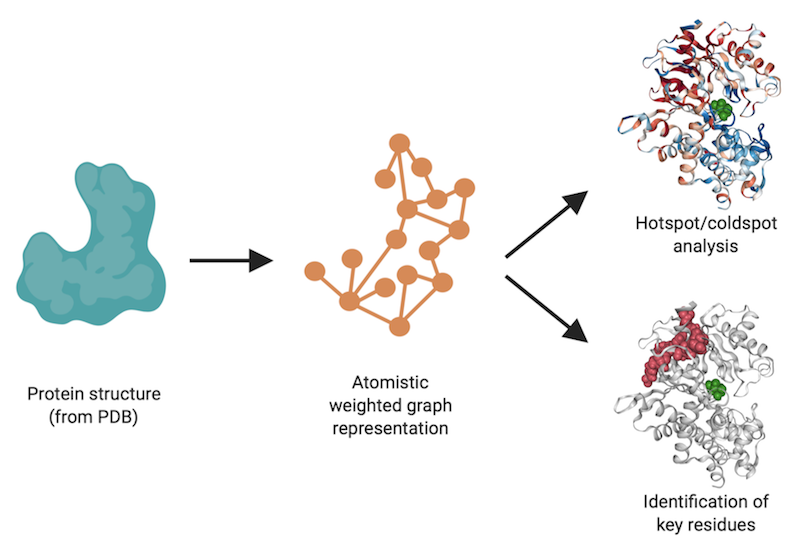 Protein structure
(from PDB)
Atomistic
weighted graph
representation
Hotspot/coldspot
analysis
Identification of
key residues